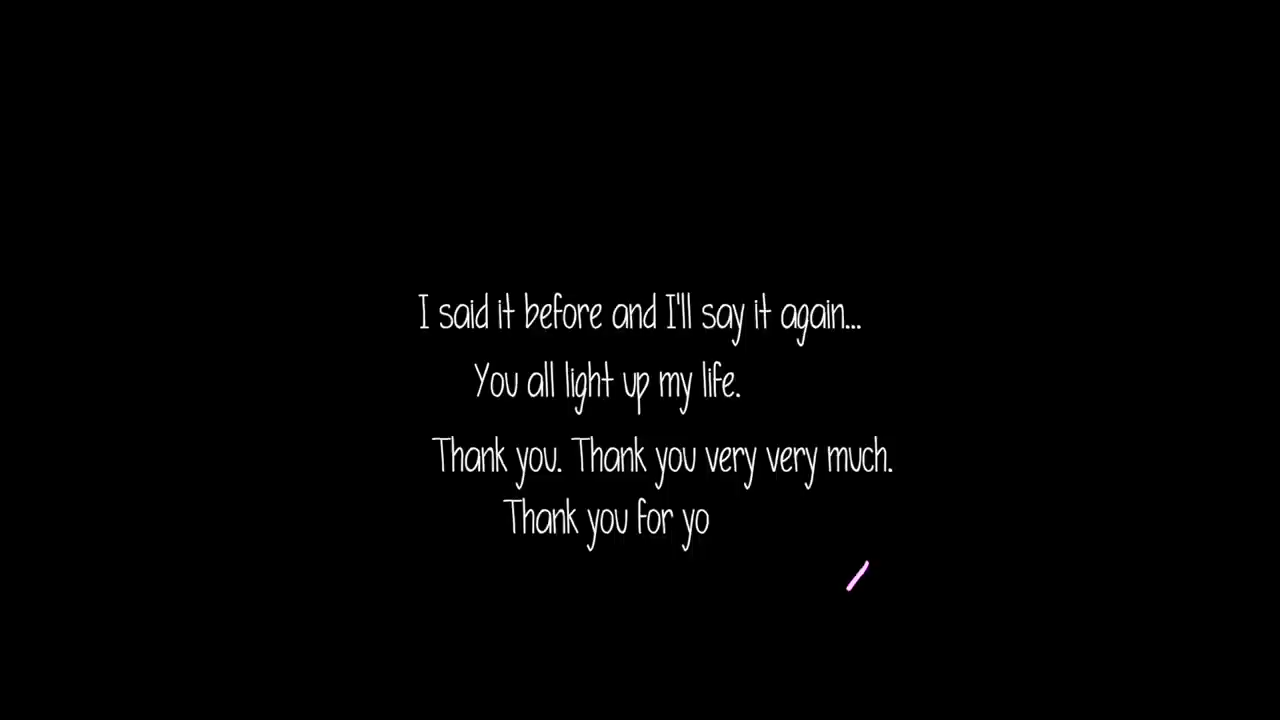 I said it before and I'll say it again...
You all light up my life.
Thank you. Thank you very very much.
Thank you for yo